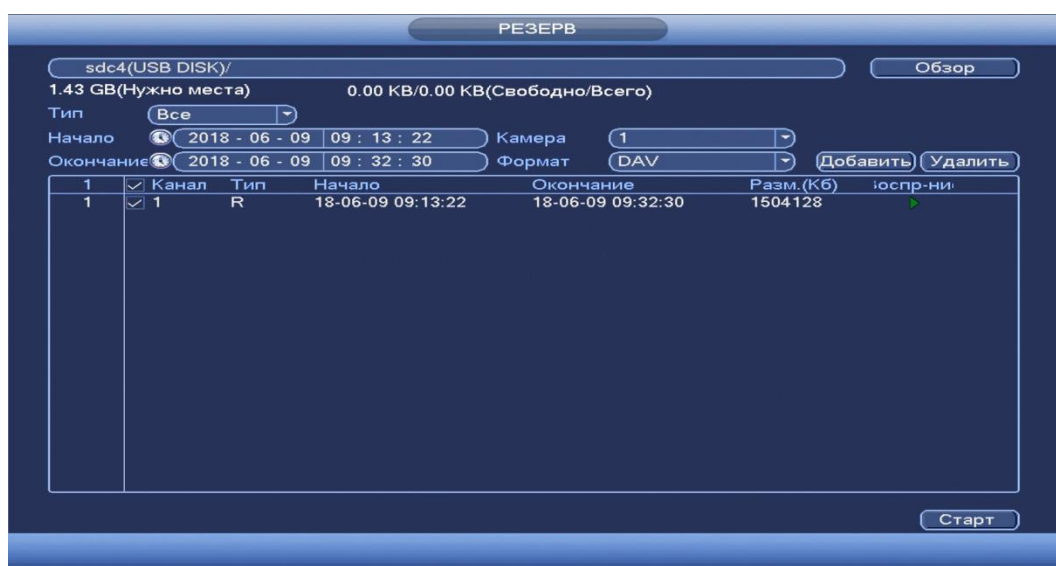 РЕЗЕРВ
sdc4(USB DISK)/ Обзор
1.43 GB(Нужно места) 0.00 KB/0.00 KB(Свободно/Всего)
Тип Все
Начало 2018 - 06 - 09 09 : 13 : 22 Камера 1
Окончание 2018 - 06 - 09 09 : 32 : 30 Формат DAV Добавить Удалить
1 Канал Тип Начало Окончание Разм.(Кб)
1 1 R 18-06-09 09:13:22 18-06-09 09:32:30 1504128
Старт